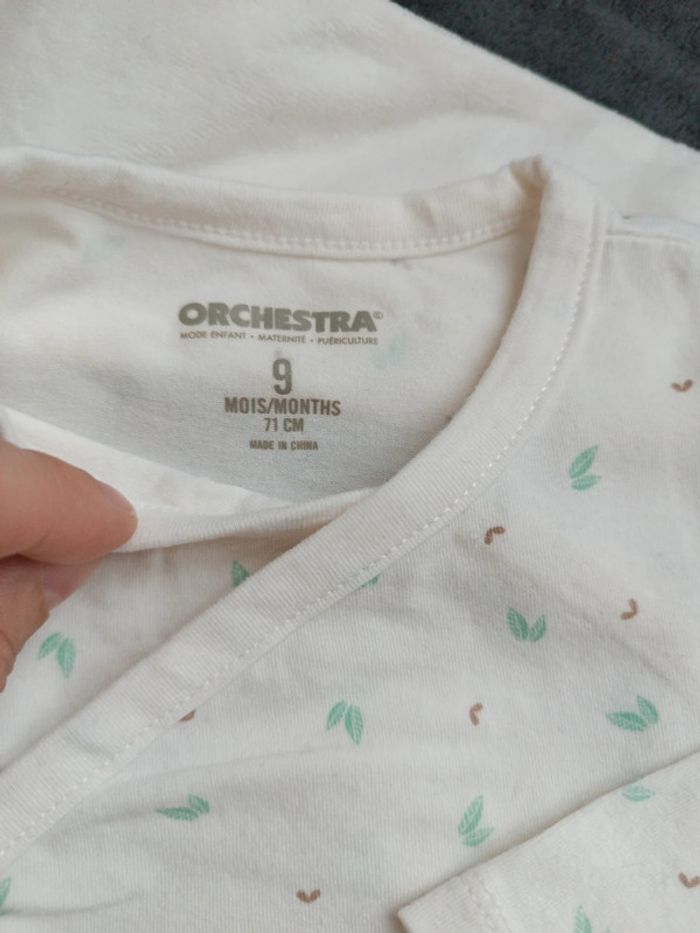 ORCHESTRA©
MODE ENFANT • MATERNITÉ • PUÉRICULTURE
9
MOIS/MONTHS
71 CM
MADE IN CHINA